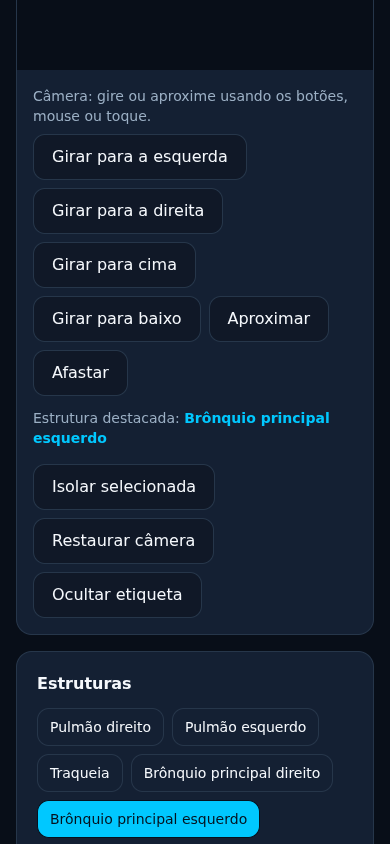 Câmera: gire ou aproxime usando os botões,
mouse ou toque.
Girar para a esquerda
Girar para a direita
Girar para cima
Girar para baixo Aproximar
Afastar
Estrutura destacada: Brônquio principal
esquerdo
Isolar selecionada
Restaurar câmera
Ocultar etiqueta
Estruturas
Pulmão direito Pulmão esquerdo
Traqueia Brônquio principal direito
Brônquio principal esquerdo